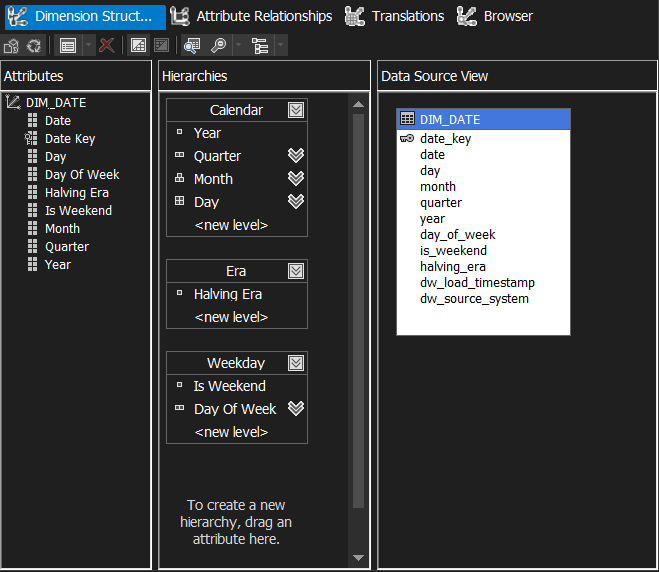 Dimension Struct...
Attribute Relationships
Translations
Browser
Attributes
DIM_DATE
Date
Date Key
Day
Day Of Week
Halving Era
Is Weekend
Month
Quarter
Year
Hierarchies
Calendar
Year
Quarter
Month
Day
<new level>
Era
Halving Era
<new level>
Weekday
Is Weekend
Day Of Week
<new level>
To create a new
hierarchy, drag an
attribute here.
Data Source View
DIM_DATE
date_key
date
day
month
quarter
year
day_of_week
is_weekend
halving_era
dw_load_timestamp
dw_source_system